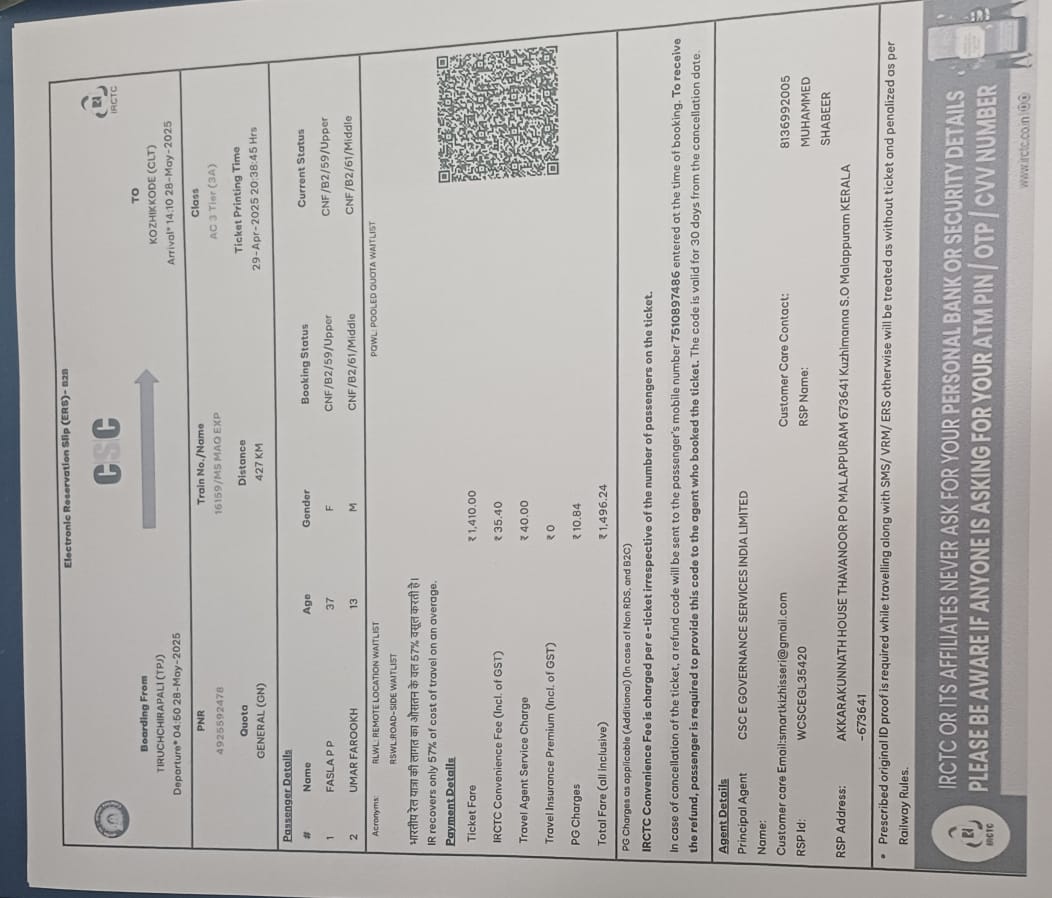 Electronic Reservation Slip (ERS)- B2B
CSC
IRCTC
Boarding From
TIRUCHCHIRAPALI (TPJ)
Departure* 04:50 28-May-2025
TO
KOZHIKKODE (CLT)
Arrival* 14:10 28-May-2025
PNR Train No./Name Class
4925592478 16159/MS MAQ EXP AC 3 Tier (3A)
Quota Distance Ticket Printing Time
GENERAL (GN) 427 KM 29-Apr-2025 20:38:45 Hrs
Passenger Details
# Name Age Gender Booking Status Current Status
1 FASLA P P 37 F CNF/B2/59/Upper CNF/B2/59/Upper
2 UMAR FAROOKH 13 M CNF/B2/61/Middle CNF/B2/61/Middle
Acronyms: RLWL: REMOTE LOCATION WAITLIST PQWL: POOLED QUOTA WAITLIST
RSWL:ROAD-SIDE WAITLIST
भारतीय रेल यात्रा की लागत का औसतन के वल 57% वसूल करती है।
IR recovers only 57% of cost of travel on an average.
Payment Details
Ticket Fare ₹ 1,410.00
IRCTC Convenience Fee (Incl. of GST) ₹ 35.40
Travel Agent Service Charge ₹ 40.00
Travel Insurance Premium (Incl. of GST) ₹ 0
PG Charges ₹ 10.84
Total Fare (all inclusive) ₹ 1,496.24
PG Charges as applicable (Additional) (In case of Non RDS, and B2C)
IRCTC Convenience Fee is charged per e-ticket irrespective of the number of passengers on the ticket.
In case of cancellation of the ticket, a refund code will be sent to the passenger's mobile number 7510897486 entered at the time of booking. To receive
the refund, passenger is required to provide this code to the agent who booked the ticket. The code is valid for 30 days from the cancellation date.
Agent Details
Principal Agent CSC E GOVERNANCE SERVICES INDIA LIMITED
Name:
Customer care Email:smartkizhisseri@gmail.com Customer Care Contact: 8136992005
RSP Id: WCSCEGL35420 RSP Name: MUHAMMED
SHABEER
RSP Address: AKKARAKUNNATH HOUSE THAVANOOR PO MALAPPURAM 673641 Kuzhimanna S.O Malappuram KERALA
-673641
• Prescribed original ID proof is required while travelling along with SMS/ VRM/ ERS otherwise will be treated as without ticket and penalized as per
Railway Rules.
IRCTC
IRCTC OR ITS AFFILIATES NEVER ASK FOR YOUR PERSONAL BANK OR SECURITY DETAILS
PLEASE BE AWARE IF ANYONE IS ASKING FOR YOUR ATM PIN / OTP / CVV NUMBER
www.irctc.co.in